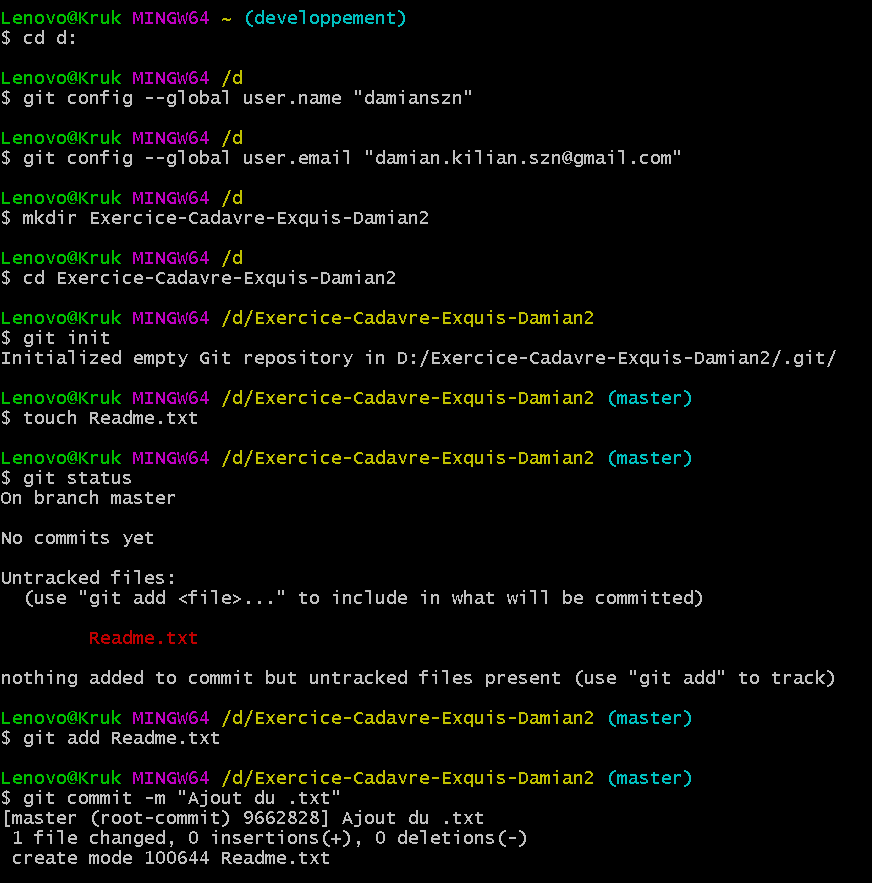 Lenovo@Kruk MINGW64 ~ (developpement)
$ cd d:
Lenovo@Kruk MINGW64 /d
$ git config --global user.name "damianszn"
Lenovo@Kruk MINGW64 /d
$ git config --global user.email "damian.kilian.szn@gmail.com"
Lenovo@Kruk MINGW64 /d
$ mkdir Exercice-Cadavre-Exquis-Damian2
Lenovo@Kruk MINGW64 /d
$ cd Exercice-Cadavre-Exquis-Damian2
Lenovo@Kruk MINGW64 /d/Exercice-Cadavre-Exquis-Damian2
$ git init
Initialized empty Git repository in D:/Exercice-Cadavre-Exquis-Damian2/.git/
Lenovo@Kruk MINGW64 /d/Exercice-Cadavre-Exquis-Damian2 (master)
$ touch Readme.txt
Lenovo@Kruk MINGW64 /d/Exercice-Cadavre-Exquis-Damian2 (master)
$ git status
On branch master
No commits yet
Untracked files:
  (use "git add <file>..." to include in what will be committed)
        Readme.txt
nothing added to commit but untracked files present (use "git add" to track)
Lenovo@Kruk MINGW64 /d/Exercice-Cadavre-Exquis-Damian2 (master)
$ git add Readme.txt
Lenovo@Kruk MINGW64 /d/Exercice-Cadavre-Exquis-Damian2 (master)
$ git commit -m "Ajout du .txt"
[master (root-commit) 9662828] Ajout du .txt
 1 file changed, 0 insertions(+), 0 deletions(-)
 create mode 100644 Readme.txt